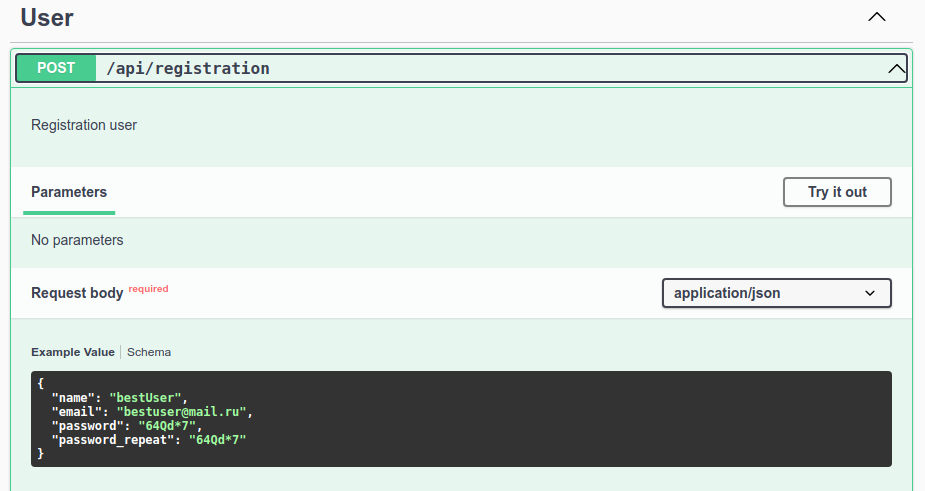 User
POST /api/registration
Registration user
Parameters Try it out
No parameters
Request body required application/json
Example Value Schema
{
"name": "bestUser",
"email": "bestuser@mail.ru",
"password": "64Qd*7",
"password_repeat": "64Qd*7"
}